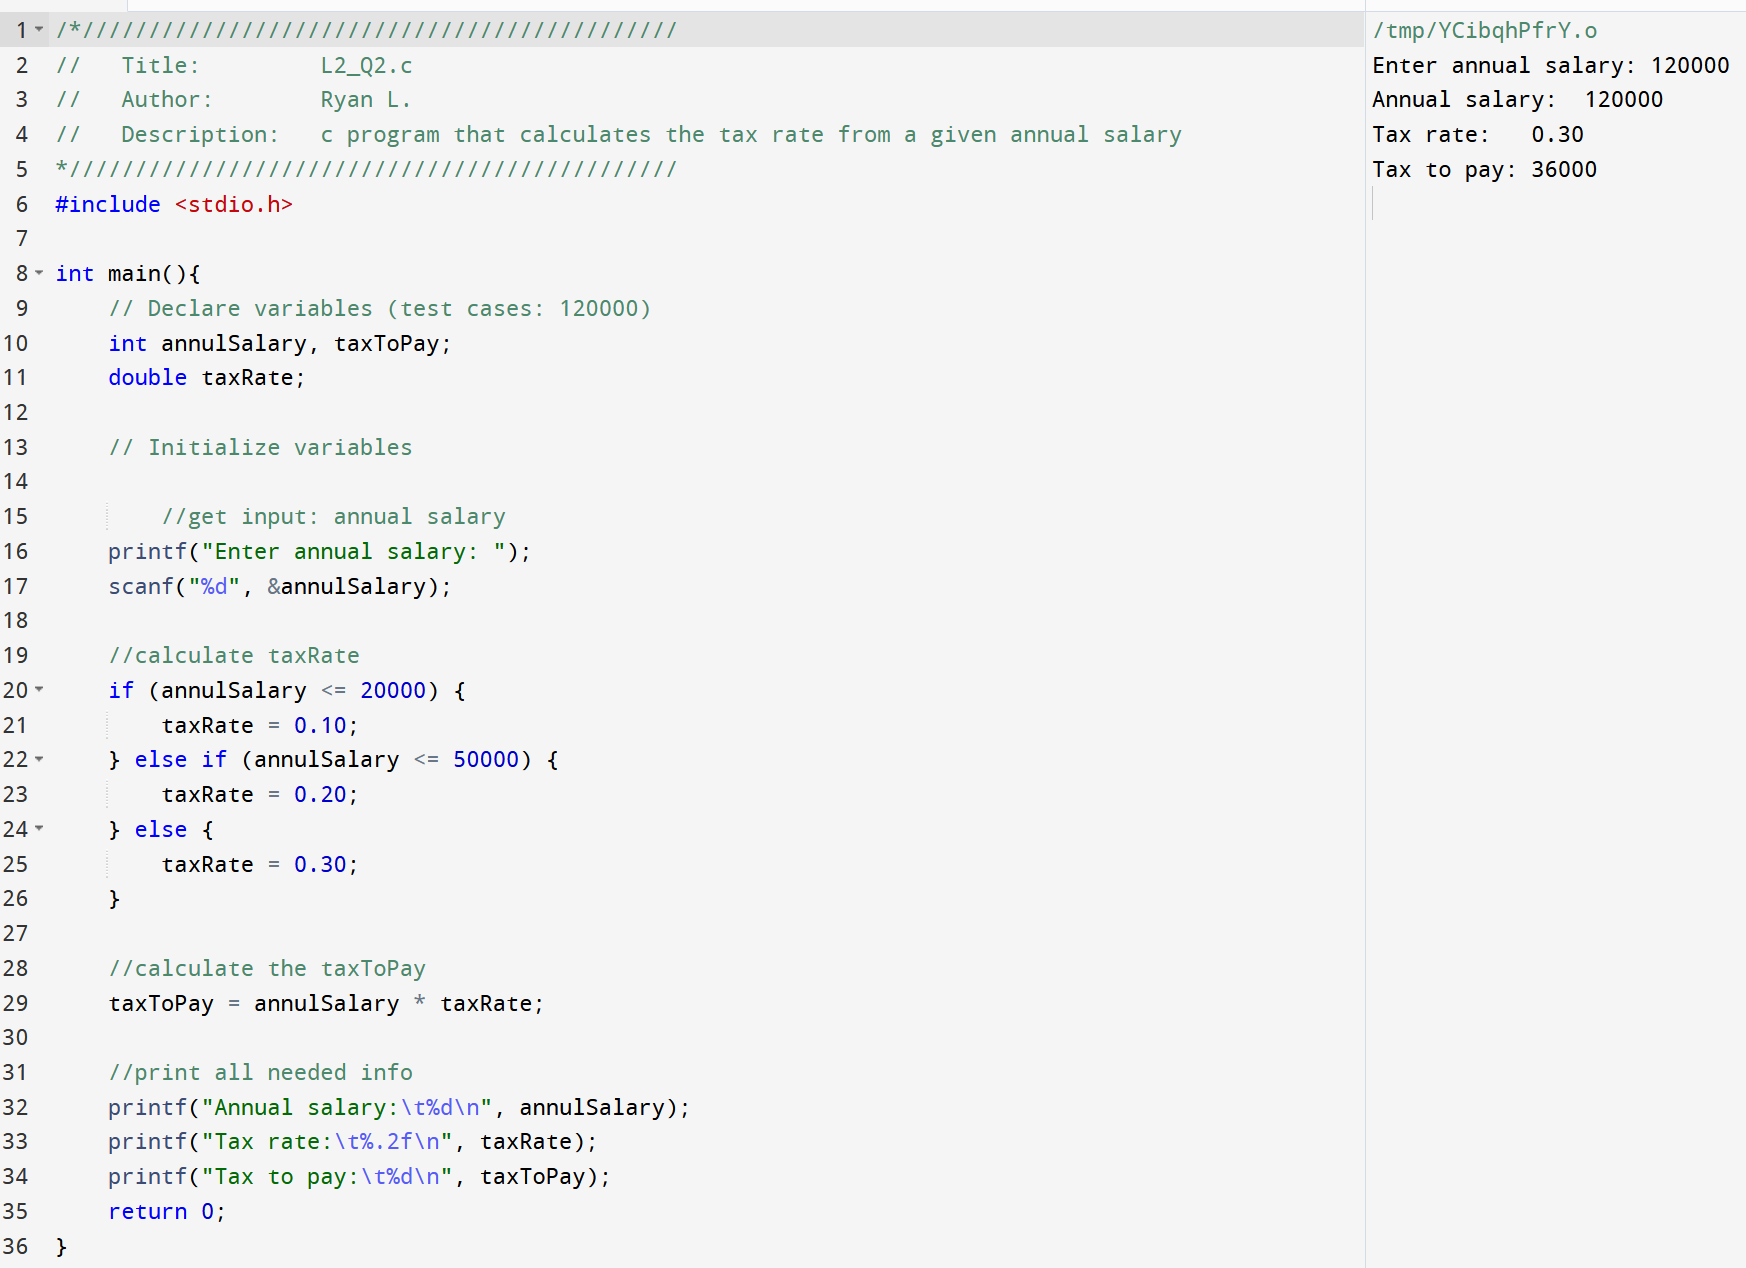 1 /*/////////////////////////////////////////////
2 //   Title:         L2_Q2.c
3 //   Author:        Ryan L.
4 //   Description:   c program that calculates the tax rate from a given annual salary
5 *//////////////////////////////////////////////
6 #include <stdio.h>
7
8 int main(){
9     // Declare variables (test cases: 120000)
10     int annulSalary, taxToPay;
11     double taxRate;
12
13     // Initialize variables
14
15         //get input: annual salary
16     printf("Enter annual salary: ");
17     scanf("%d", &annulSalary);
18
19     //calculate taxRate
20     if (annulSalary <= 20000) {
21         taxRate = 0.10;
22     } else if (annulSalary <= 50000) {
23         taxRate = 0.20;
24     } else {
25         taxRate = 0.30;
26     }
27
28     //calculate the taxToPay
29     taxToPay = annulSalary * taxRate;
30
31     //print all needed info
32     printf("Annual salary:\t%d\n", annulSalary);
33     printf("Tax rate:\t%.2f\n", taxRate);
34     printf("Tax to pay:\t%d\n", taxToPay);
35     return 0;
36 }
/tmp/YCibqhPfrY.o
Enter annual salary: 120000
Annual salary:  120000
Tax rate:   0.30
Tax to pay: 36000